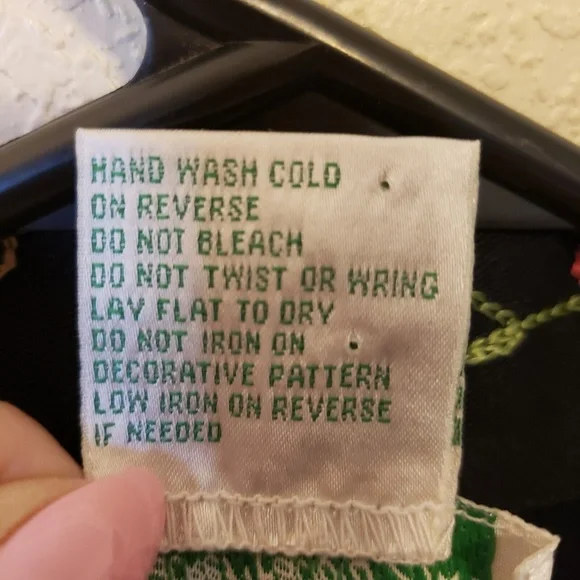 HAND WASH COLD
ON REVERSE
DO NOT BLEACH
DO NOT TWIST OR WRING
LAY FLAT TO DRY
DO NOT IRON ON
DECORATIVE PATTERN
LOW IRON ON REVERSE
IF NEEDED